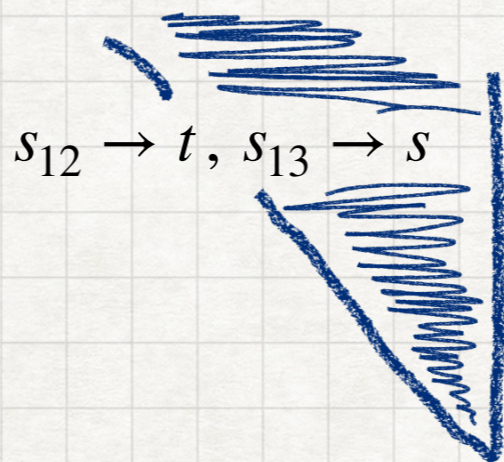 s₁₂ → t, s₁₃ → s